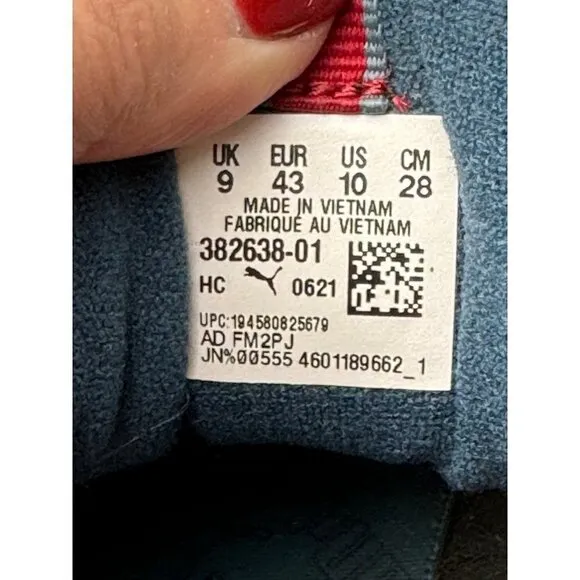 UK EUR US CM
9 43 10 28
MADE IN VIETNAM
FABRIQUÉ AU VIETNAM
382638-01
HC 0621
UPC:194580825679
AD FM2PJ
JN%00555 4601189662_1